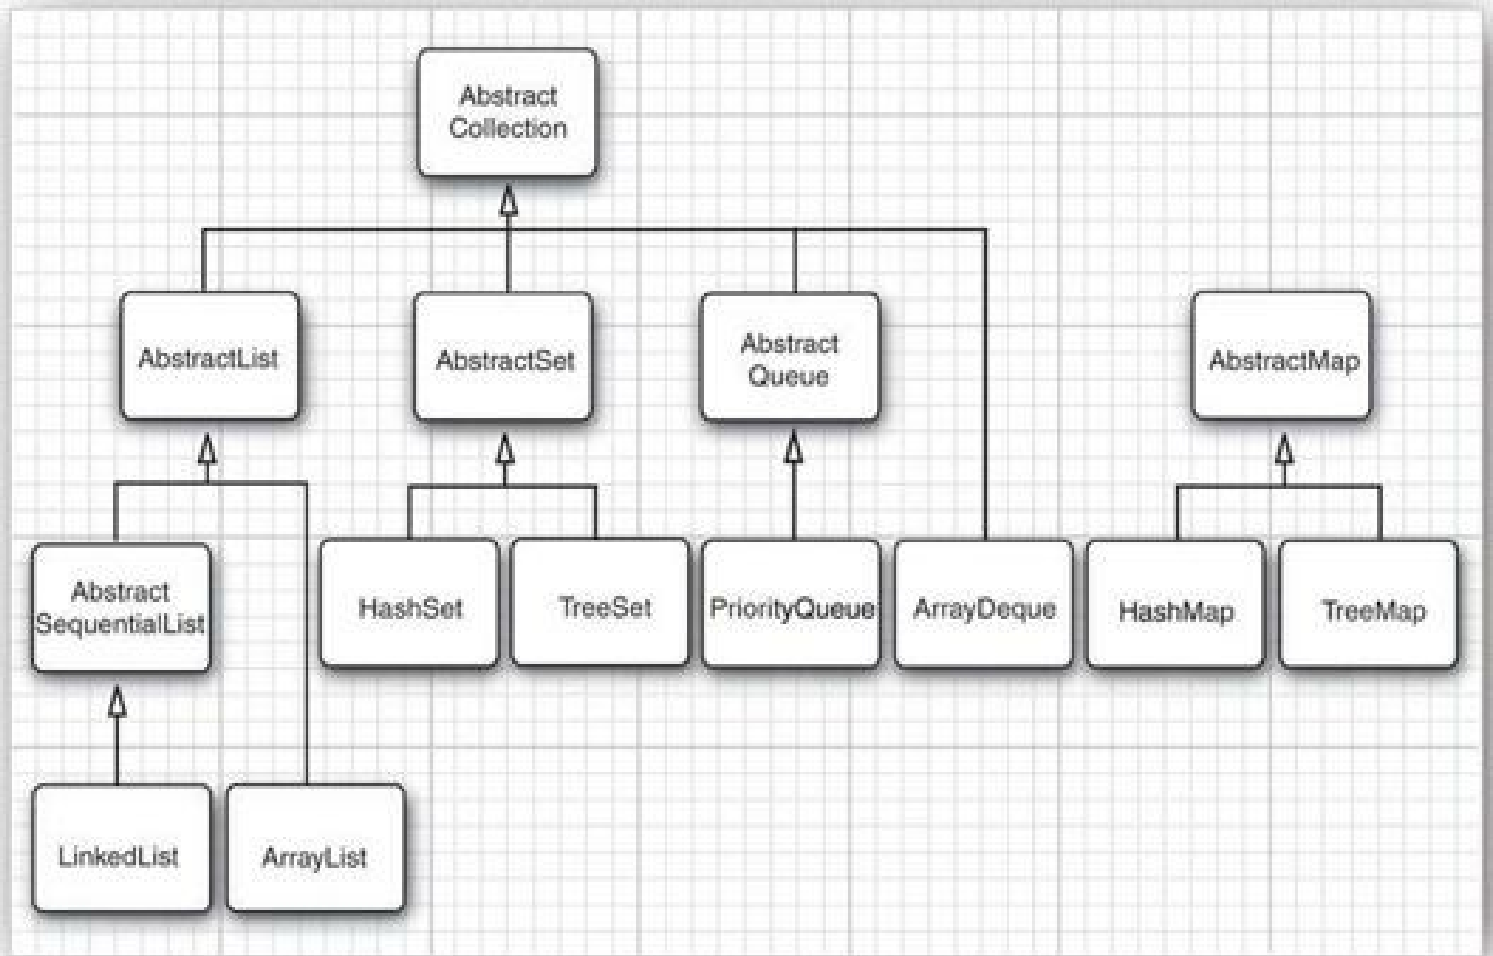 Abstract
Collection
AbstractList
AbstractSet
Abstract
Queue
AbstractMap
Abstract
SequentialList
HashSet
TreeSet
PriorityQueue
ArrayDeque
HashMap
TreeMap
LinkedList
ArrayList